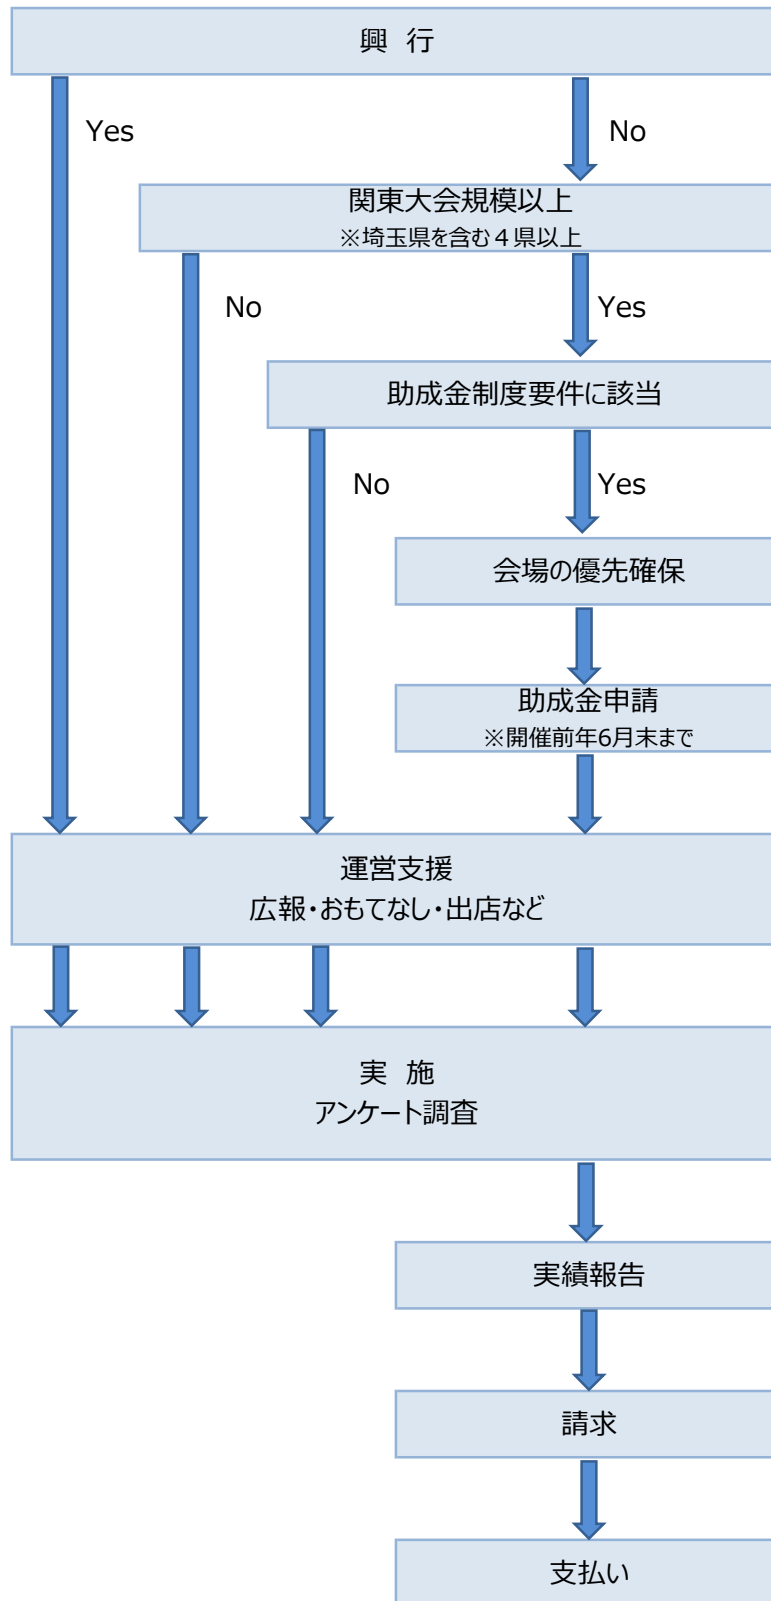 興 行
Yes
No
関東大会規模以上
※埼玉県を含む４県以上
No
Yes
助成金制度要件に該当
No
Yes
会場の優先確保
助成金申請
※開催前年6月末まで
運営支援
広報・おもてなし・出店など
実 施
アンケート調査
実績報告
請求
支払い